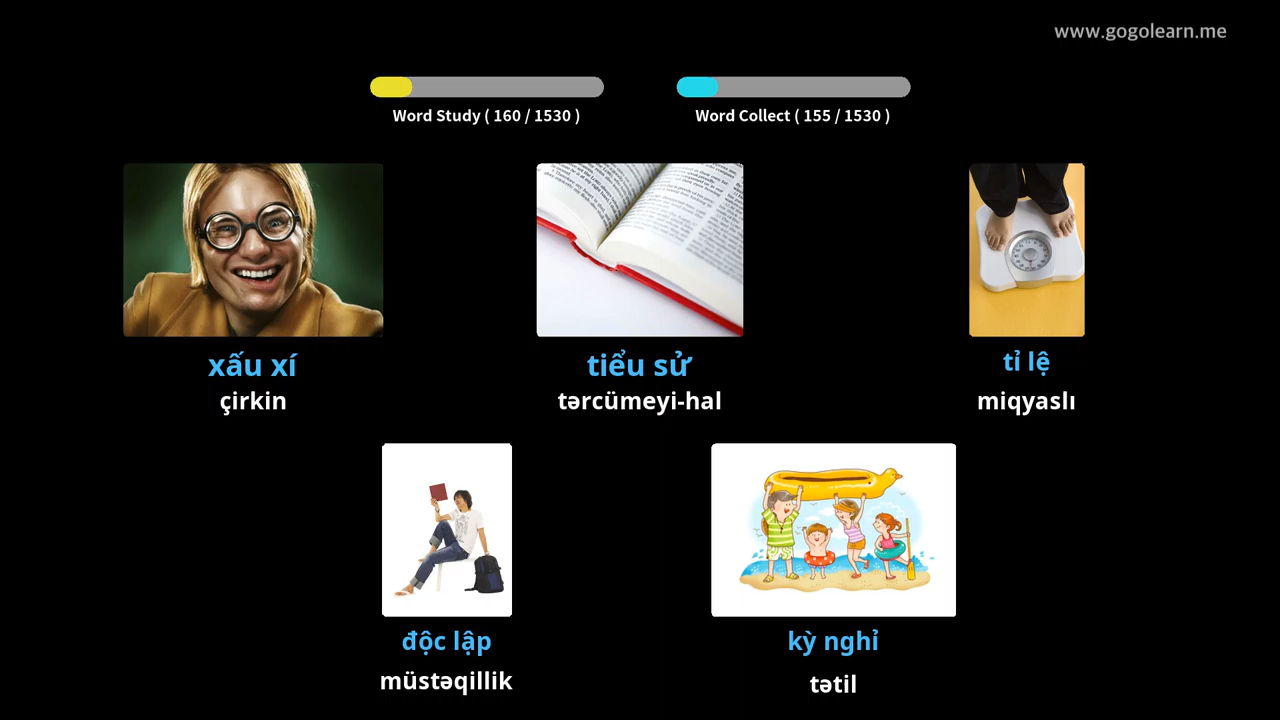 www.gogolearn.me
Word Study ( 160 / 1530 )
Word Collect ( 155 / 1530 )
xấu xí
çirkin
tiểu sử
tərcümeyi-hal
tỉ lệ
miqyaslı
độc lập
müstəqillik
kỳ nghỉ
tətil